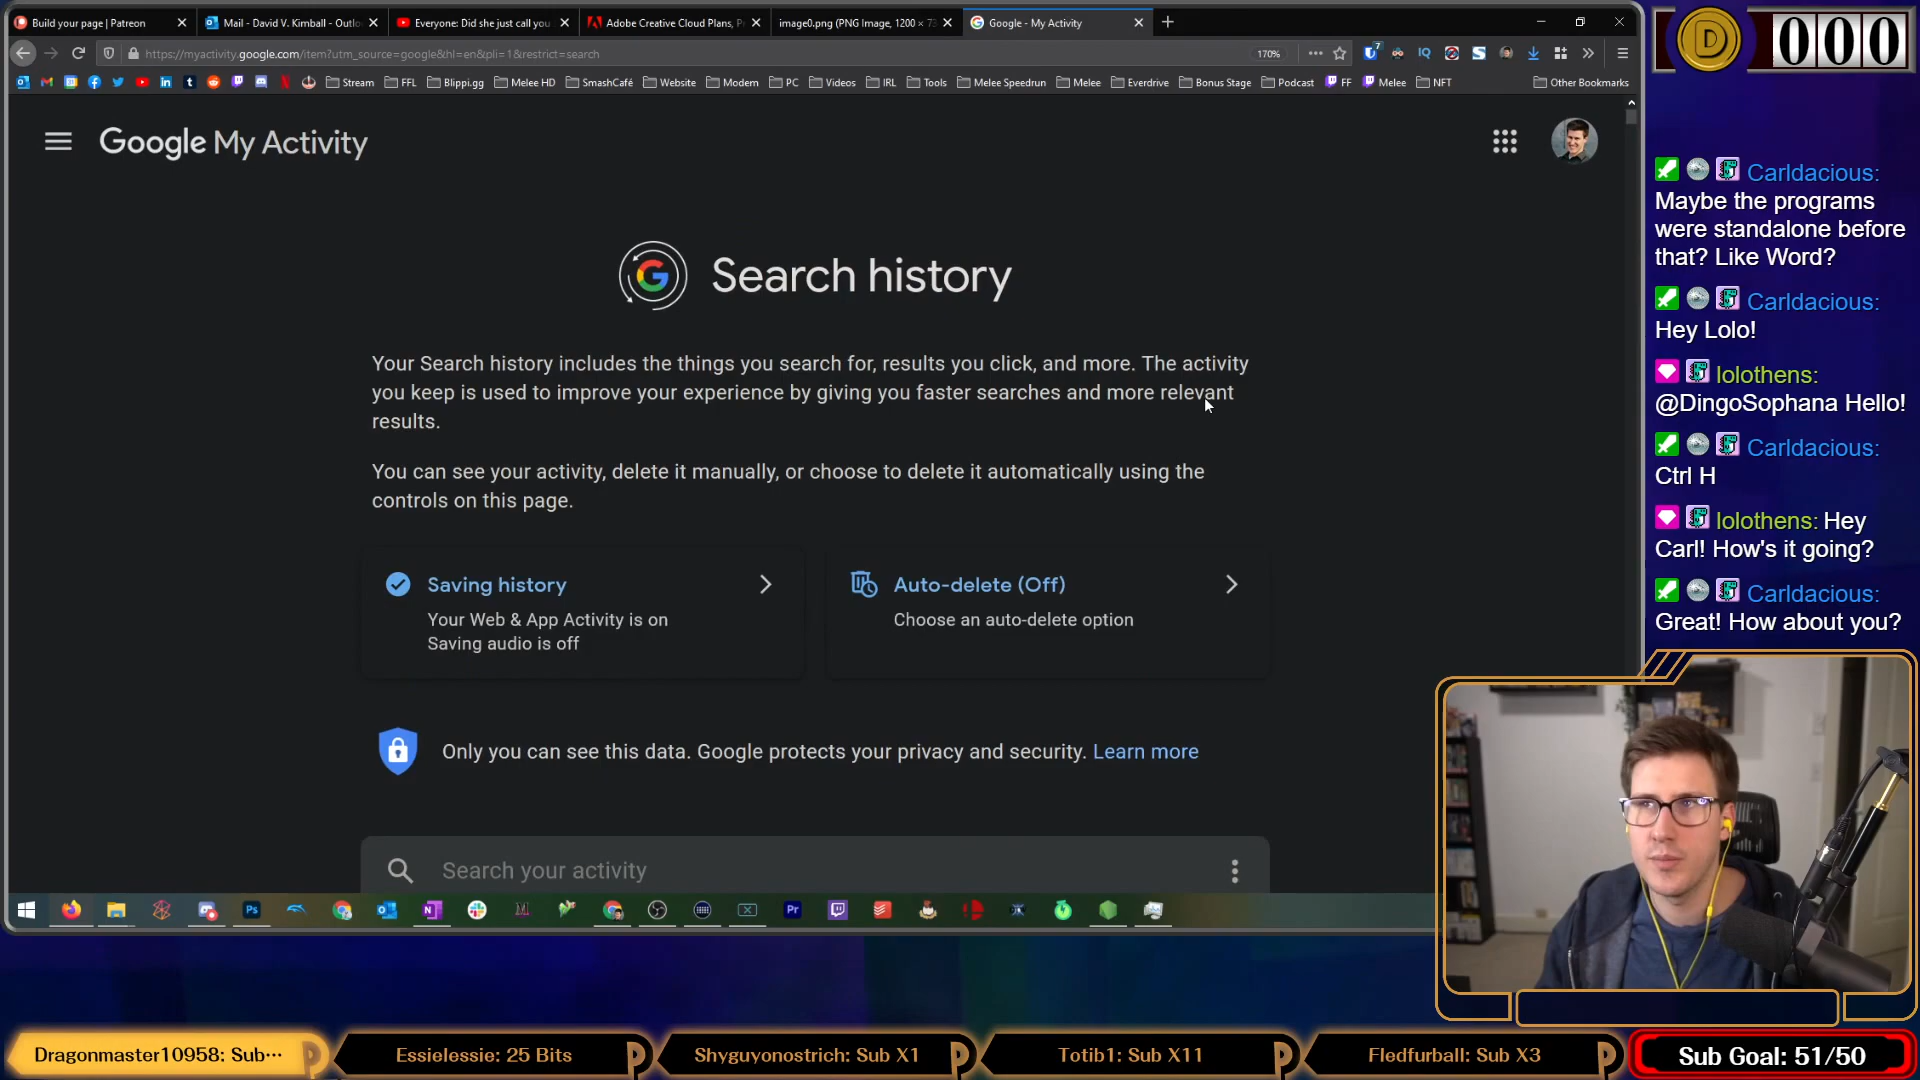 Build your page | Patreon
Mail - David V. Kimball - Outlo
Everyone: Did she just call you
Adobe Creative Cloud Plans, P
image0.png (PNG Image, 1200 × 73
Google - My Activity
https://myactivity.google.com/item?utm_source=google&hl=en&pli=1&restrict=search
170%
7
IQ
Stream
FFL
Blippi.gg
Melee HD
SmashCafé
Website
Modem
PC
Videos
IRL
Tools
Melee Speedrun
Melee
Everdrive
Bonus Stage
Podcast
FF
Melee
NFT
Other Bookmarks
Google My Activity
Search history
Your Search history includes the things you search for, results you click, and more. The activity
you keep is used to improve your experience by giving you faster searches and more relevant
results.
You can see your activity, delete it manually, or choose to delete it automatically using the
controls on this page.
Saving history
Your Web & App Activity is on
Saving audio is off
Auto-delete (Off)
Choose an auto-delete option
Only you can see this data. Google protects your privacy and security. Learn more
Search your activity
Ps
Pr
D
000
Carldacious:
Maybe the programs
were standalone before
that? Like Word?
Carldacious:
Hey Lolo!
lolothens:
@DingoSophana Hello!
Carldacious:
Ctrl H
lolothens: Hey
Carl! How's it going?
Carldacious:
Great! How about you?
Dragonmaster10958: Sub…
Essielessie: 25 Bits
Shyguyonostrich: Sub X1
Totib1: Sub X11
Fledfurball: Sub X3
Sub Goal: 51/50